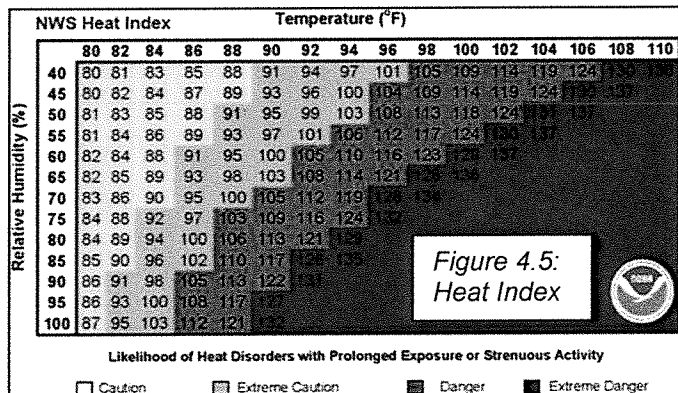 NWS Heat Index Temperature (°F)
80 82 84 86 88 90 92 94 96 98 100 102 104 106 108 110
40 80 81 83 85 88 91 94 97 101 105 109 114 119 124 130 136
45 80 82 84 87 89 93 96 100 104 109 114 119 124 130 137
50 81 83 85 88 91 95 99 103 108 113 118 124 131 137
55 81 84 86 89 93 97 101 106 112 117 124 130 137
60 82 84 88 91 95 100 105 110 116 123 129 137
65 82 85 89 93 98 103 108 114 121 128 136
70 83 86 90 95 100 105 112 119 126 134
75 84 88 92 97 103 109 116 124 132
80 84 89 94 100 106 113 121 129
85 85 90 96 102 110 117 126 135
90 86 91 98 105 113 122 131
95 86 93 100 108 117 127
100 87 95 103 112 121 132
Relative Humidity (%)
Figure 4.5:
Heat Index
Likelihood of Heat Disorders with Prolonged Exposure or Strenuous Activity
Caution Extreme Caution Danger Extreme Danger